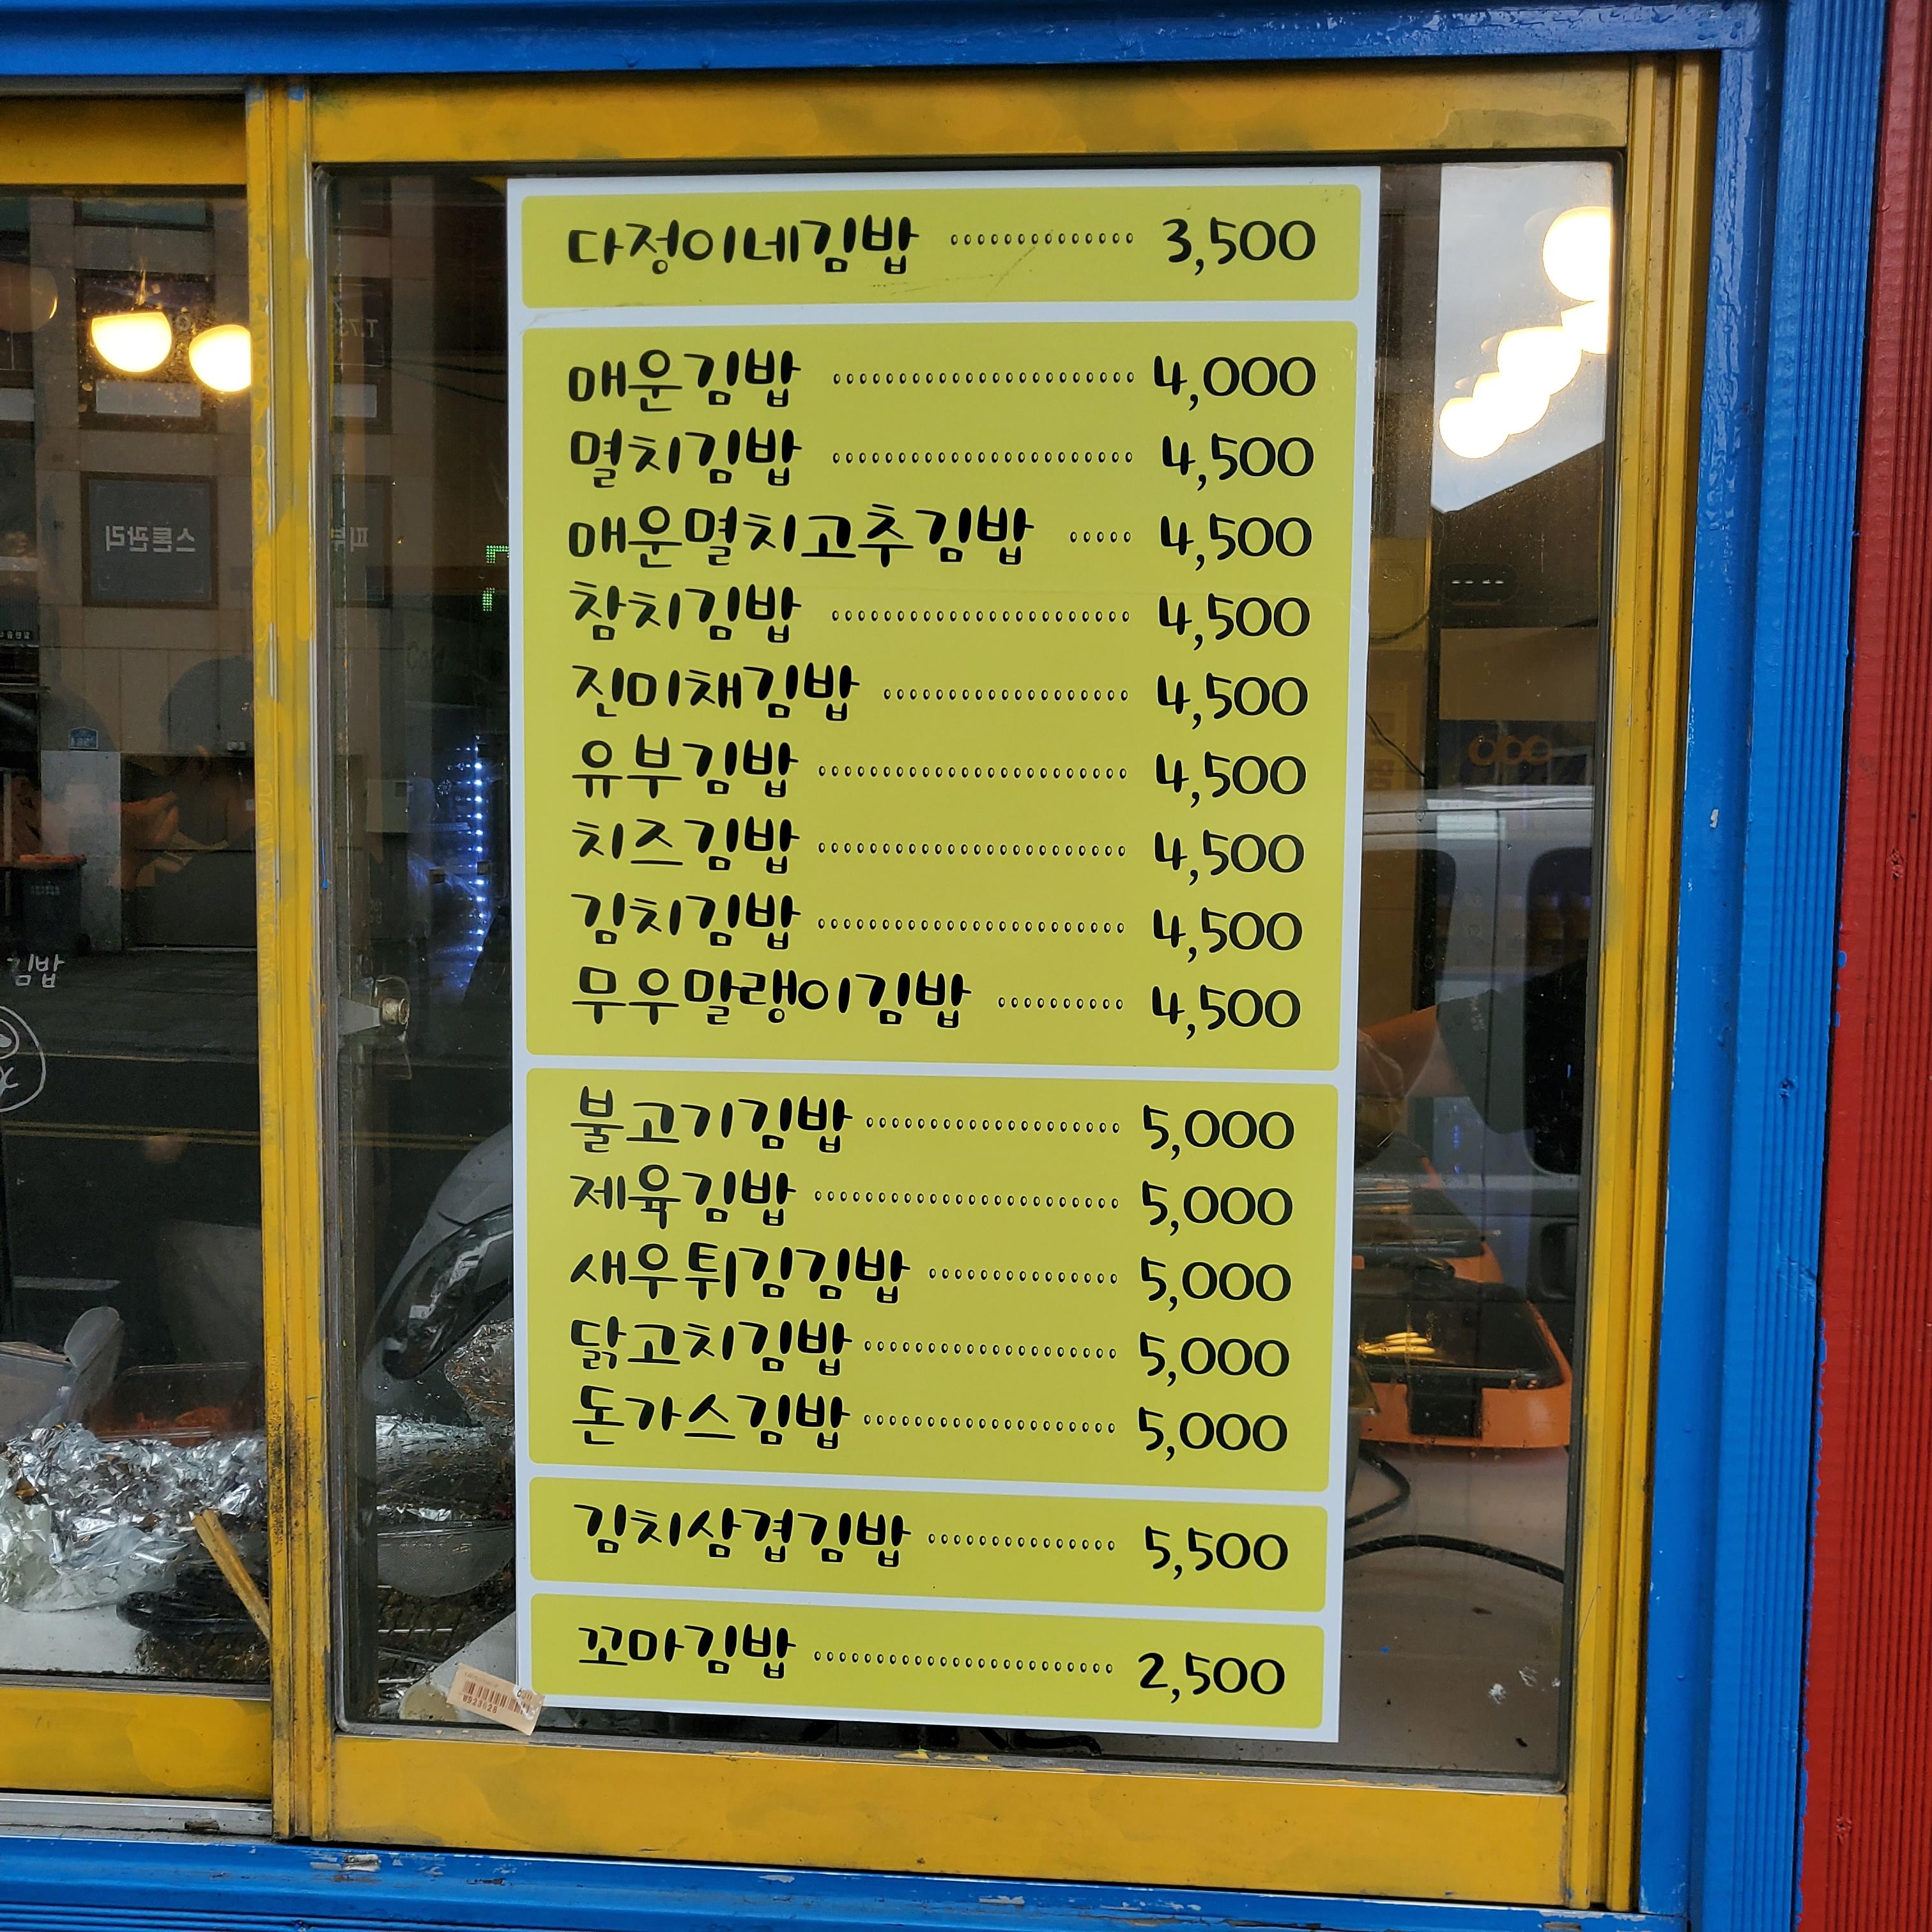 다정이네김밥 ·············· 3,500
매운김밥 ······················· 4,000
멸치김밥 ······················· 4,500
매운멸치고추김밥 ····· 4,500
참치김밥 ······················· 4,500
진미채김밥 ··················· 4,500
유부김밥 ························ 4,500
치즈김밥 ························ 4,500
김치김밥 ························ 4,500
무우말랭이김밥 ·········· 4,500
불고기김밥 ···················· 5,000
제육김밥 ························ 5,000
새우튀김김밥 ··············· 5,000
닭고치김밥 ···················· 5,000
돈가스김밥 ···················· 5,000
김치삼겹김밥 ··············· 5,500
꼬마김밥 ························ 2,500
김밥
스톤관리